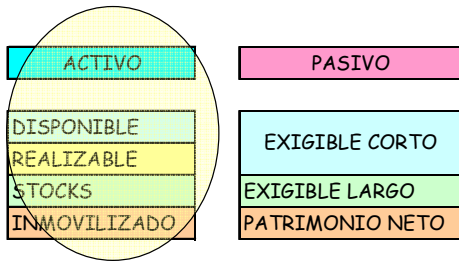 ACTIVO
PASIVO
DISPONIBLE
REALIZABLE
STOCKS
INMOVILIZADO
EXIGIBLE CORTO
EXIGIBLE LARGO
PATRIMONIO NETO